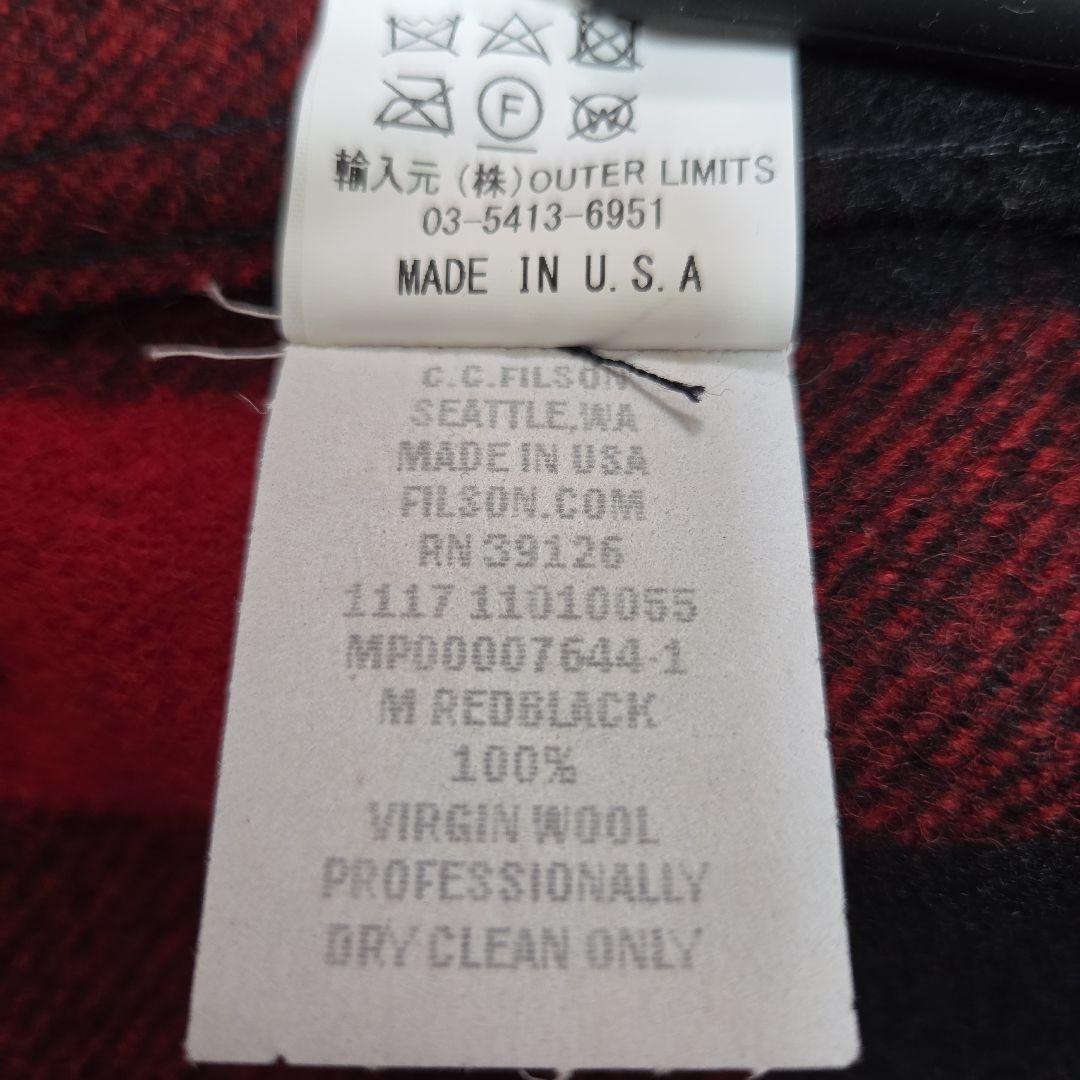 F
W
輸入元 (株)OUTER LIMITS
03-5413-6951
MADE IN U.S.A
C.C.FILSON
SEATTLE,WA
MADE IN USA
FILSON.COM
RN 39126
1117 11010055
MP00007644-1
M REDBLACK
100%
VIRGIN WOOL
PROFESSIONALLY
DRY CLEAN ONLY